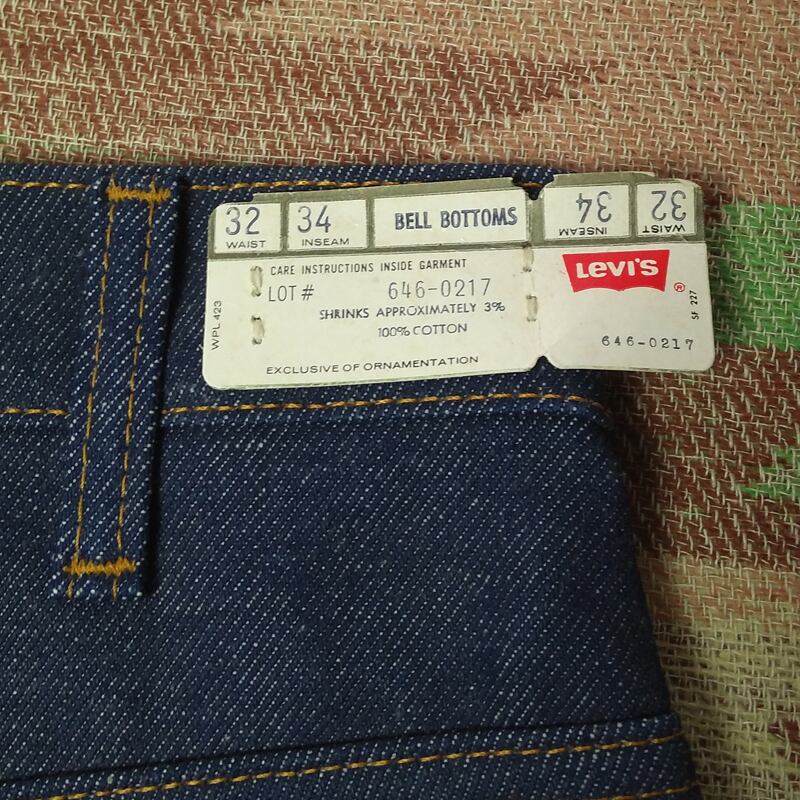 32 34 BELL BOTTOMS
WAIST INSEAM
34 32
INSEAM WAIST
CARE INSTRUCTIONS INSIDE GARMENT
LOT # 646-0217
SHRINKS APPROXIMATELY 3%
100% COTTON
EXCLUSIVE OF ORNAMENTATION
WPL 423
LEVI'S ®
SF 227
646-0217